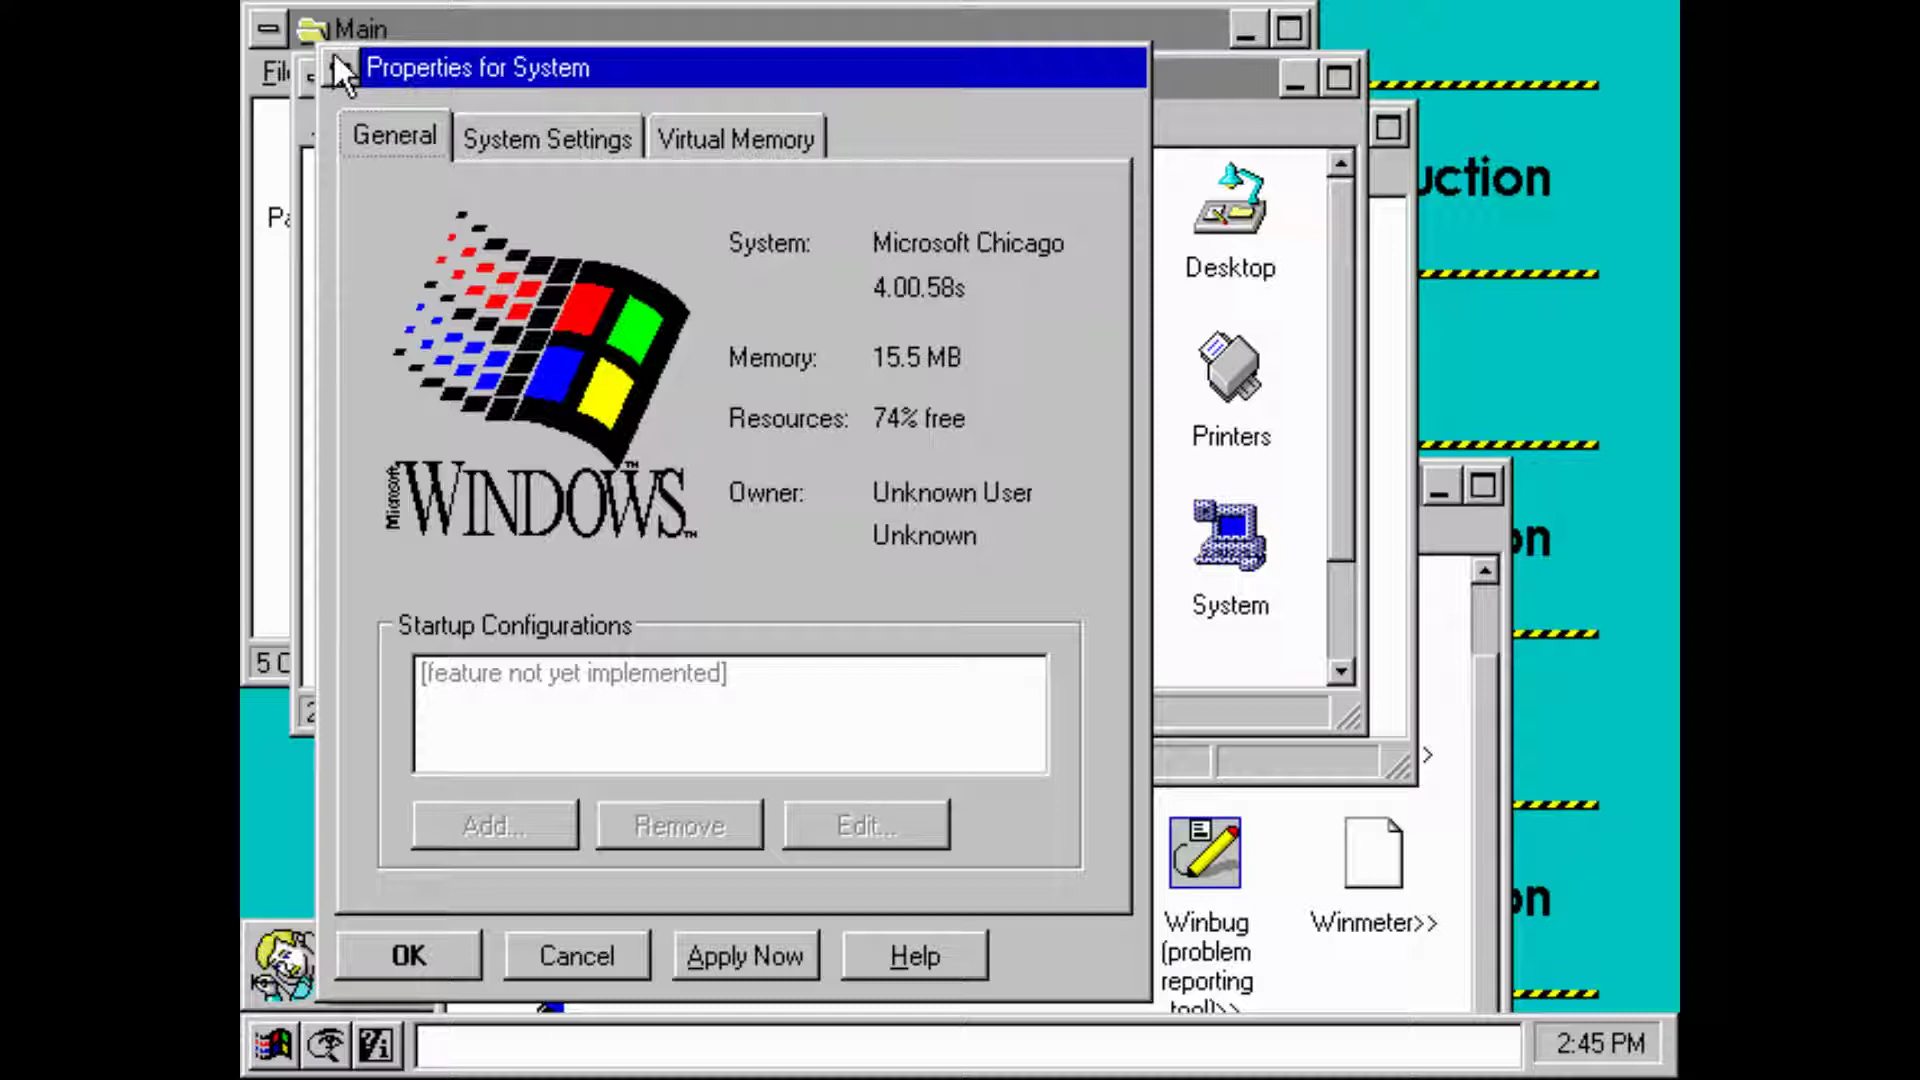 Main
Properties for System
General
System Settings
Virtual Memory
System:
Microsoft Chicago
4.00.58s
Memory:
15.5 MB
Resources:
74% free
Owner:
Unknown User
Unknown
Microsoft
WINDOWS
Startup Configurations
[feature not yet implemented]
Add...
Remove
Edit...
OK
Cancel
Apply Now
Help
Desktop
Printers
System
Winbug
(problem
reporting
tool)>>
Winmeter>>
2:45 PM